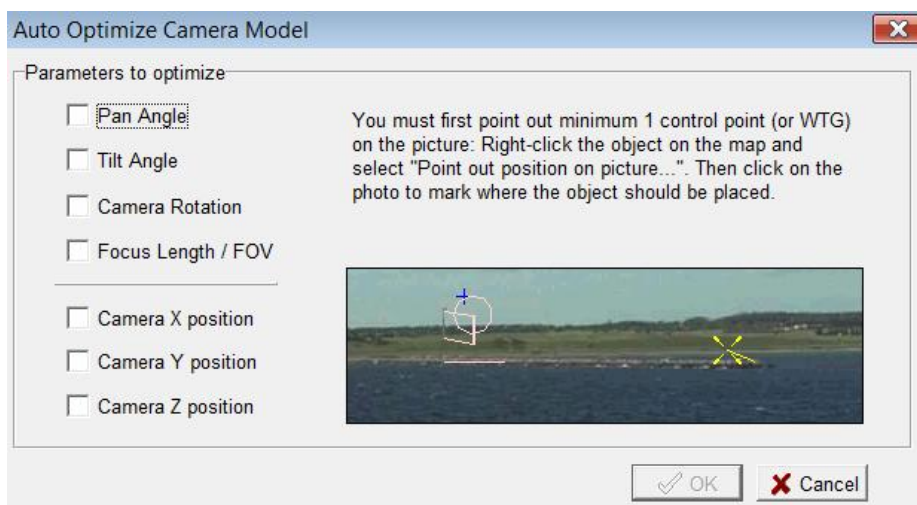 Auto Optimize Camera Model
Parameters to optimize
Pan Angle
Tilt Angle
Camera Rotation
Focus Length / FOV
Camera X position
Camera Y position
Camera Z position
You must first point out minimum 1 control point (or WTG)
on the picture: Right-click the object on the map and
select "Point out position on picture...". Then click on the
photo to mark where the object should be placed.
OK
Cancel